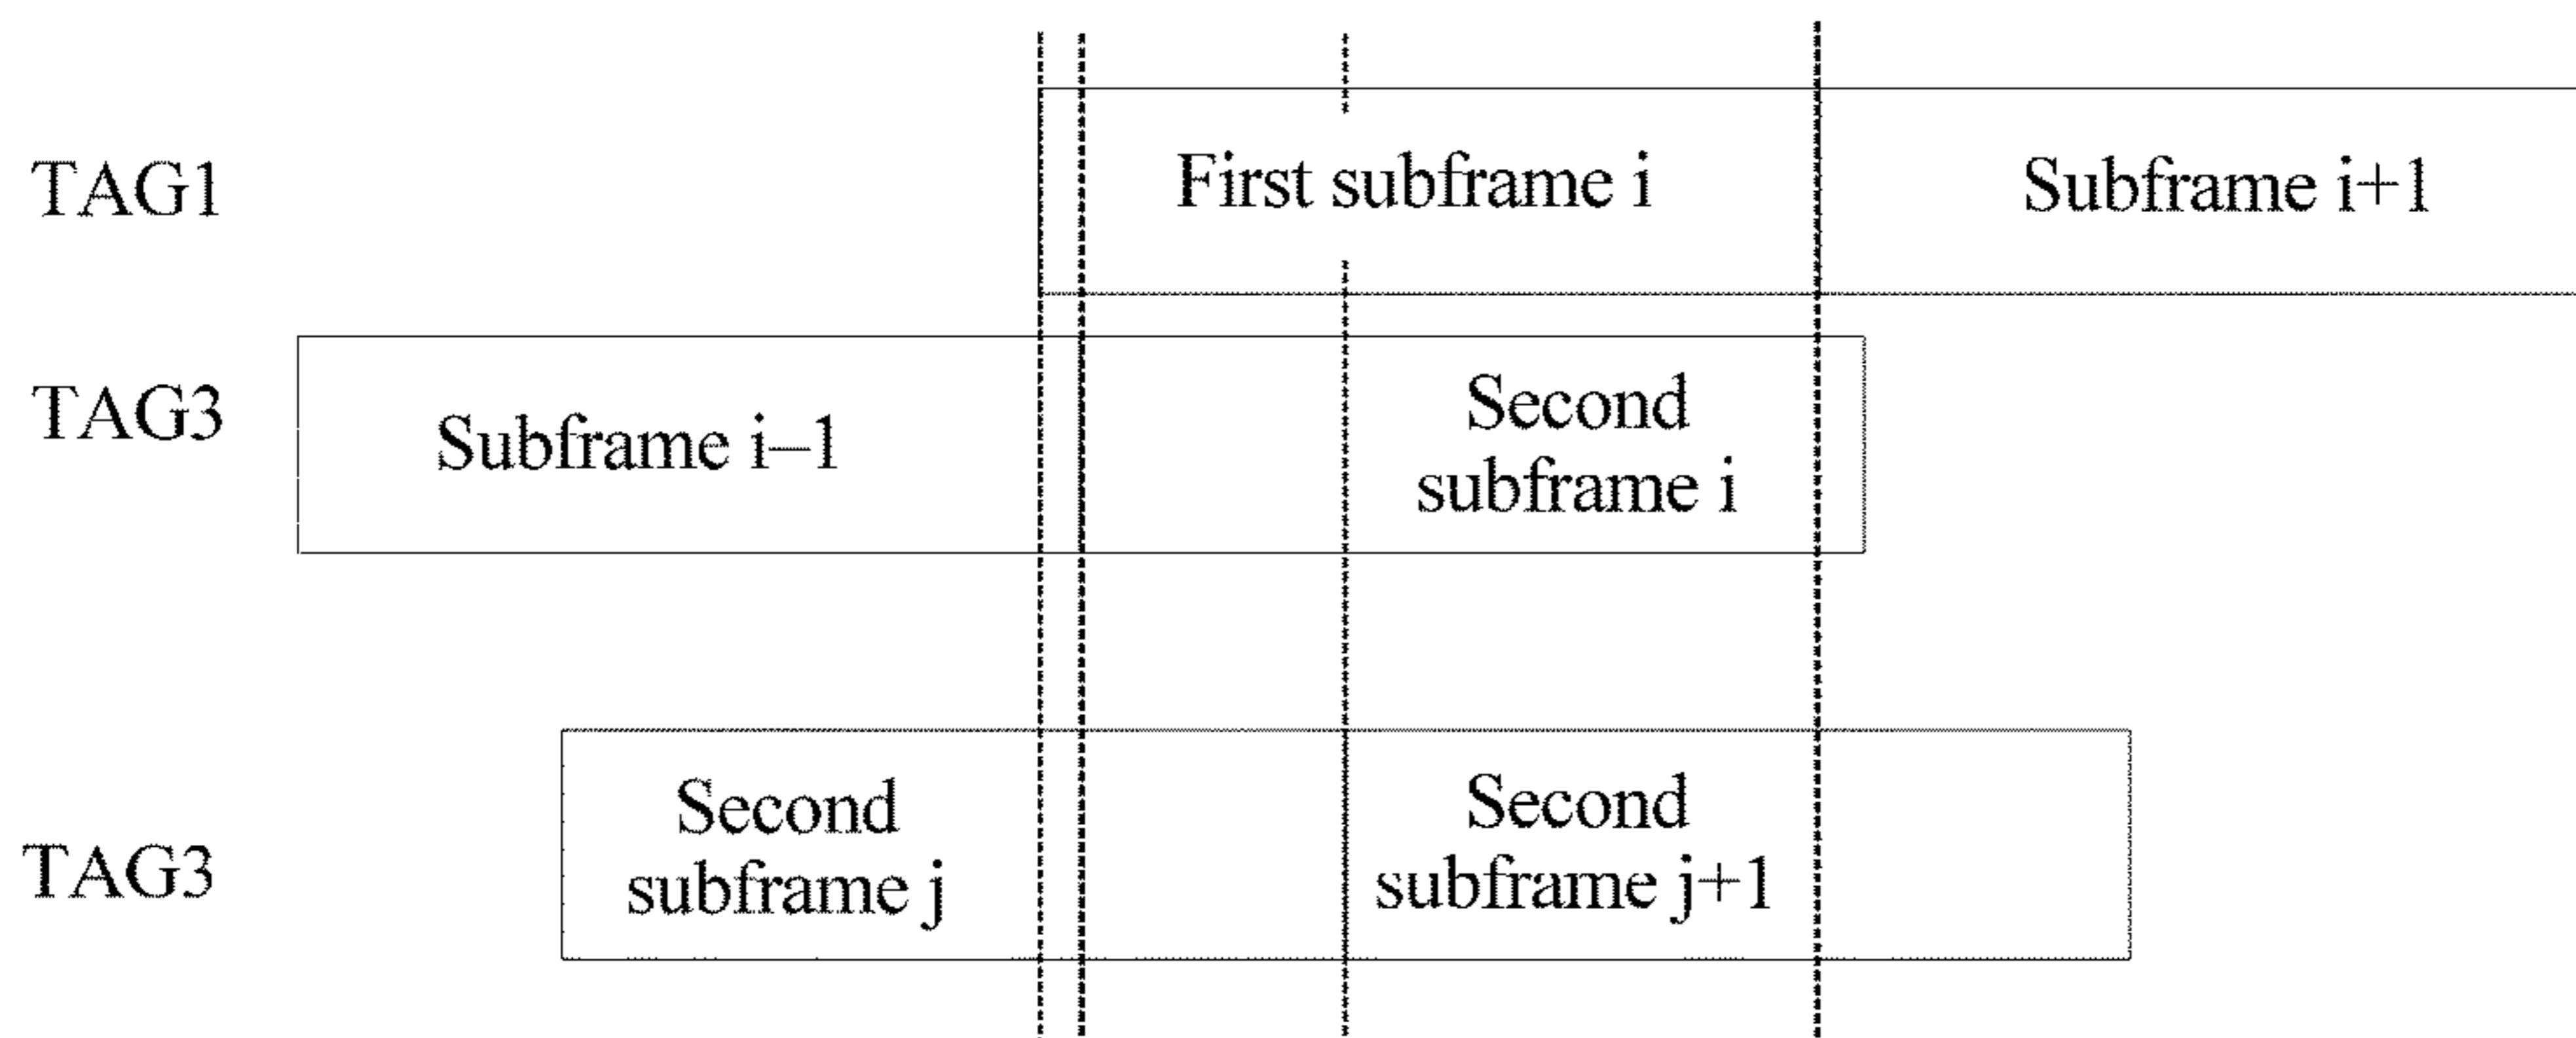 TAG1
First subframe i
Subframe i+1
TAG3
Subframe i–1
Second
subframe i
TAG3
Second
subframe j
Second
subframe j+1